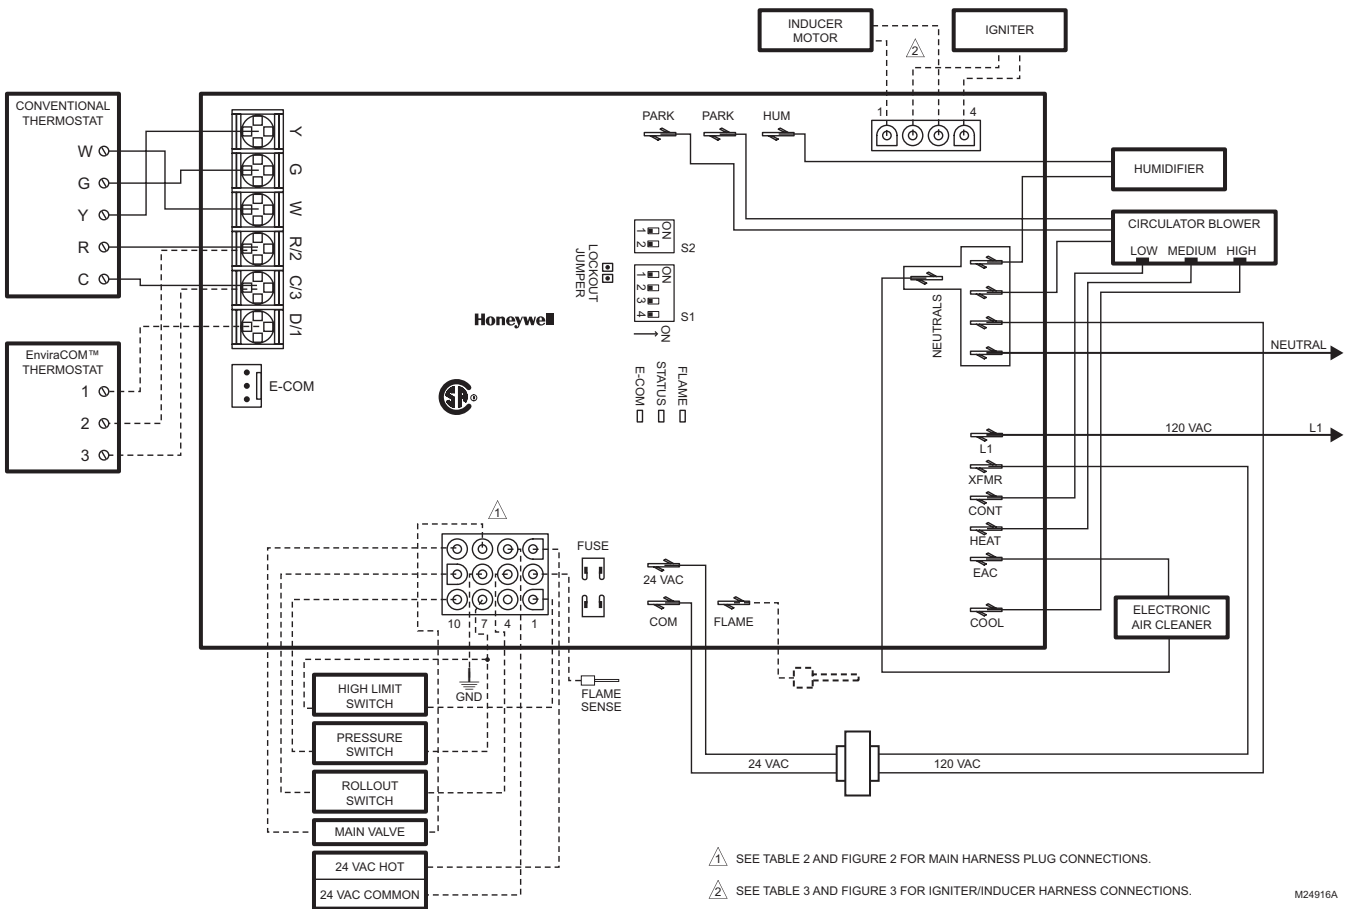 INDUCER
MOTOR
IGNITER
2
CONVENTIONAL
THERMOSTAT
W
G
Y
R
C
Y
G
W
R/2
C/3
D/1
PARK
PARK
HUM
1
4
HUMIDIFIER
CIRCULATOR BLOWER
LOW MEDIUM HIGH
ON
1
2
S2
LOCKOUT
JUMPER
ON
1
2
3
4
S1
ON
Honeywell
NEUTRALS
NEUTRAL
EnviraCOM™
THERMOSTAT
1
2
3
E-COM
SA®
E-COM
STATUS
FLAME
120 VAC
L1
L1
XFMR
CONT
HEAT
EAC
COOL
ELECTRONIC
AIR CLEANER
1
FUSE
10 7 4 1
24 VAC
COM
FLAME
GND
FLAME
SENSE
HIGH LIMIT
SWITCH
PRESSURE
SWITCH
ROLLOUT
SWITCH
MAIN VALVE
24 VAC HOT
24 VAC COMMON
24 VAC
120 VAC
1 SEE TABLE 2 AND FIGURE 2 FOR MAIN HARNESS PLUG CONNECTIONS.
2 SEE TABLE 3 AND FIGURE 3 FOR IGNITER/INDUCER HARNESS CONNECTIONS.
M24916A